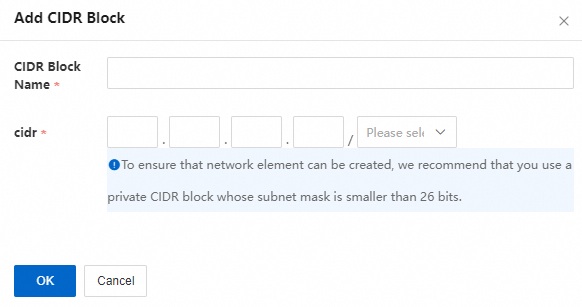 Add CIDR Block
CIDR Block
Name *
cidr *
. . . /
To ensure that network element can be created, we recommend that you use a
private CIDR block whose subnet mask is smaller than 26 bits.
OK Cancel